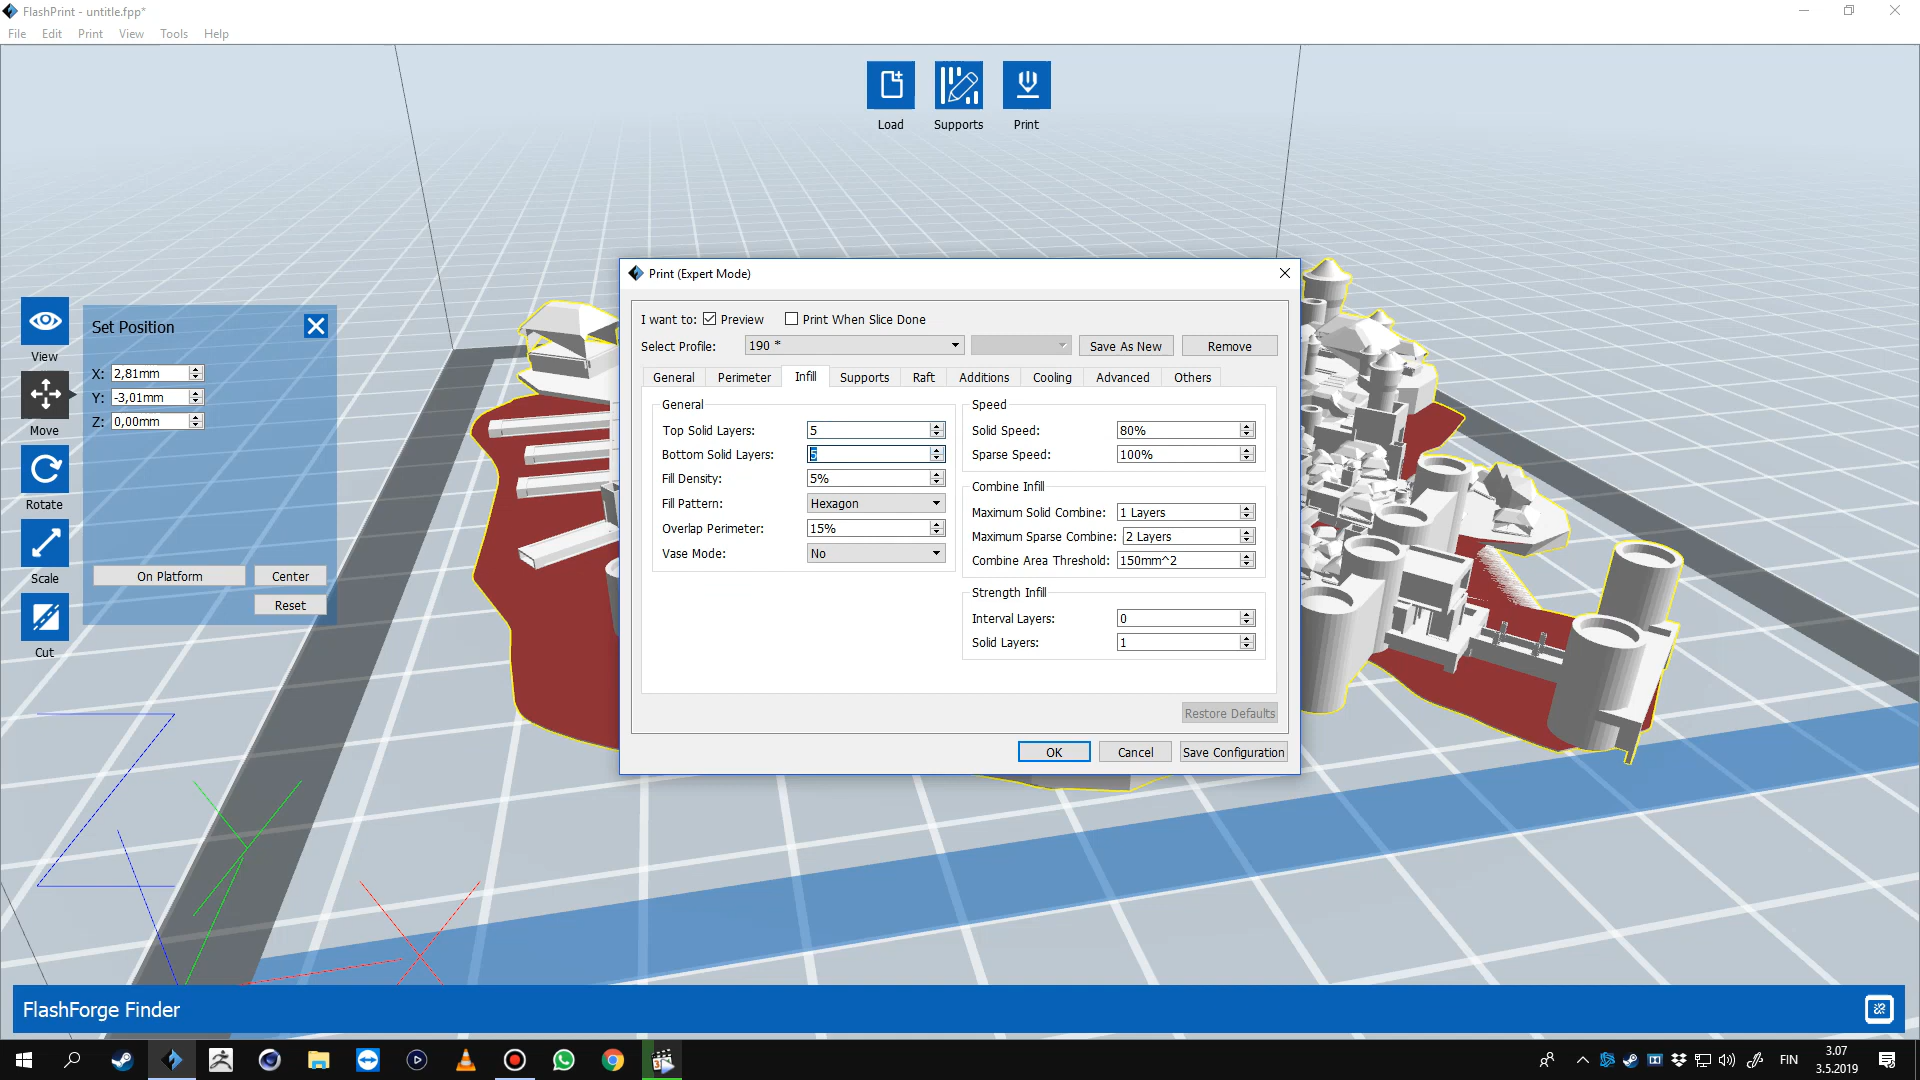 FlashPrint - untitle.fpp*
File Edit Print View Tools Help
Load Supports Print
View
Move
Rotate
Scale
Cut
Set Position
X: 2,81mm
Y: -3,01mm
Z: 0,00mm
On Platform Center
Reset
Print (Expert Mode)
I want to: Preview Print When Slice Done
Select Profile: 190 * Save As New Remove
General Perimeter Infill Supports Raft Additions Cooling Advanced Others
General
Top Solid Layers: 5
Bottom Solid Layers: 5
Fill Density: 5%
Fill Pattern: Hexagon
Overlap Perimeter: 15%
Vase Mode: No
Speed
Solid Speed: 80%
Sparse Speed: 100%
Combine Infill
Maximum Solid Combine: 1 Layers
Maximum Sparse Combine: 2 Layers
Combine Area Threshold: 150mm^2
Strength Infill
Interval Layers: 0
Solid Layers: 1
Restore Defaults
OK Cancel Save Configuration
FlashForge Finder
FIN
3.07
3.5.2019